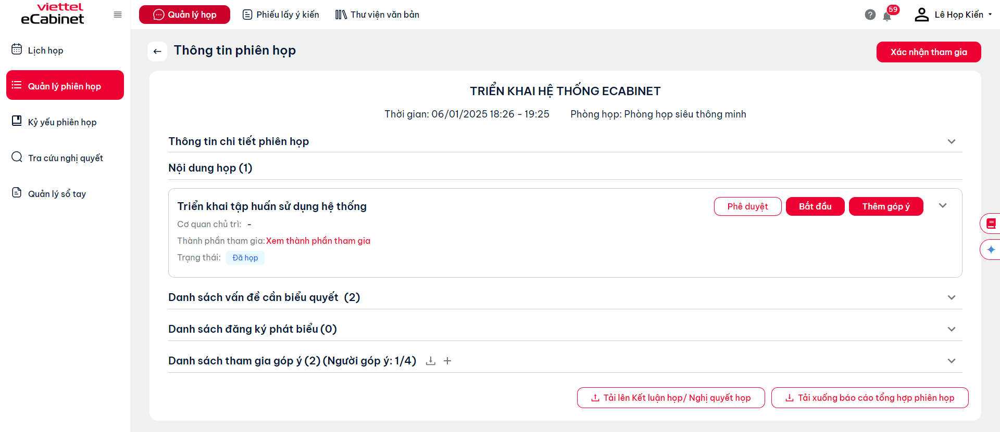 viettel
eCabinet
Quản lý họp
Phiếu lấy ý kiến
Thư viện văn bản
?
59
Lê Họp Kiến
Lịch họp
Quản lý phiên họp
Kỷ yếu phiên họp
Tra cứu nghị quyết
Quản lý sổ tay
Thông tin phiên họp
Xác nhận tham gia
TRIỂN KHAI HỆ THỐNG ECABINET
Thời gian: 06/01/2025 18:26 - 19:25 Phòng họp: Phòng họp siêu thông minh
Thông tin chi tiết phiên họp
Nội dung họp (1)
Triển khai tập huấn sử dụng hệ thống
Phê duyệt
Bắt đầu
Thêm góp ý
Cơ quan chủ trì: -
Thành phần tham gia:Xem thành phần tham gia
Trạng thái: Đã họp
Danh sách vấn đề cần biểu quyết (2)
Danh sách đăng ký phát biểu (0)
Danh sách tham gia góp ý (2) (Người góp ý: 1/4)
Tải lên Kết luận họp/ Nghị quyết họp
Tải xuống báo cáo tổng hợp phiên họp